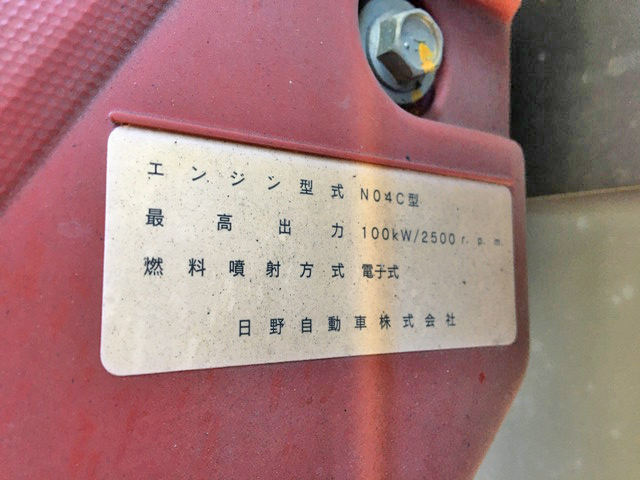 エンジン型式 N04C型
最高出力 100kW/2500 r.p.m.
燃料噴射方式 電子式
日野自動車株式会社